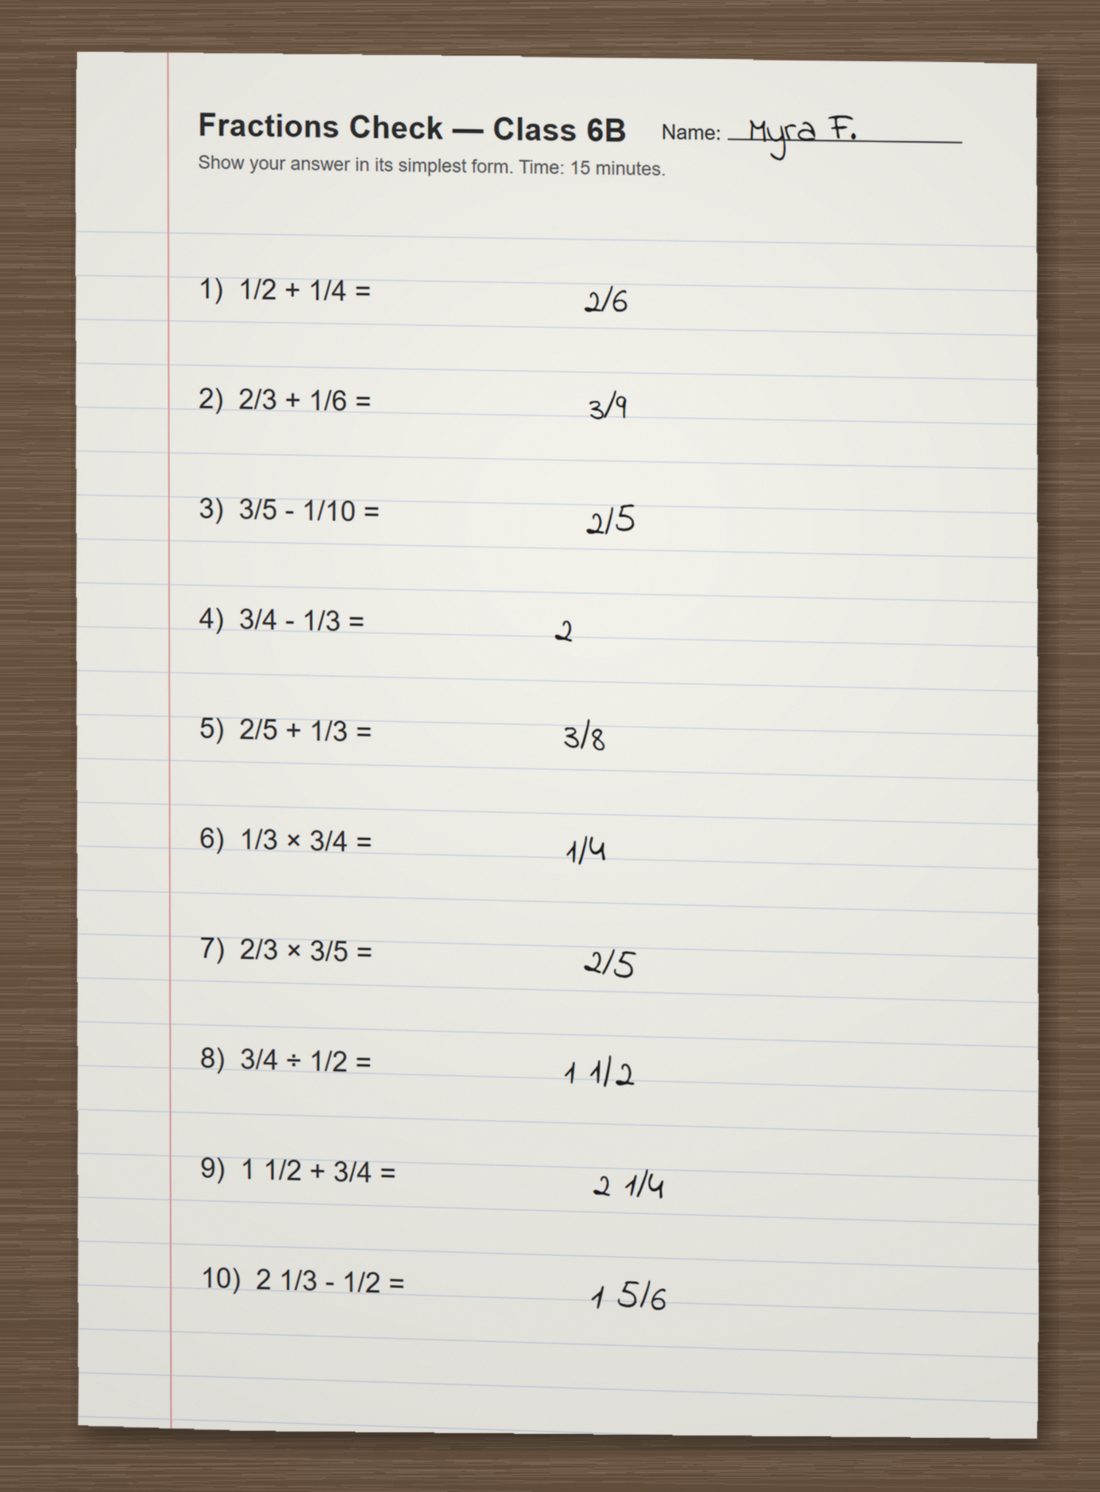 Fractions Check — Class 6B Name: Myra F.
Show your answer in its simplest form. Time: 15 minutes.
1) 1/2 + 1/4 = 2/6
2) 2/3 + 1/6 = 3/9
3) 3/5 - 1/10 = 2/5
4) 3/4 - 1/3 = 2
5) 2/5 + 1/3 = 3/8
6) 1/3 × 3/4 = 1/4
7) 2/3 × 3/5 = 2/5
8) 3/4 ÷ 1/2 = 1 1/2
9) 1 1/2 + 3/4 = 2 1/4
10) 2 1/3 - 1/2 = 1 5/6